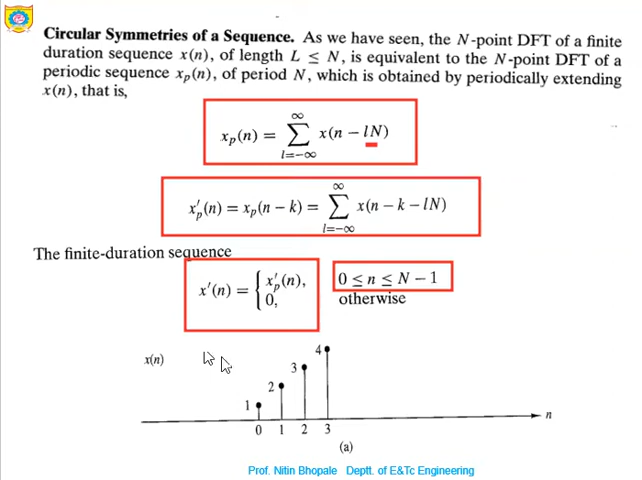 Circular Symmetries of a Sequence. As we have seen, the N-point DFT of a finite
duration sequence x(n), of length L ≤ N, is equivalent to the N-point DFT of a
periodic sequence xₚ(n), of period N, which is obtained by periodically extending
x(n), that is,
∞
xₚ(n) = ∑ x(n − lN)
l=−∞
∞
x′ₚ(n) = xₚ(n − k) = ∑ x(n − k − lN)
l=−∞
The finite-duration sequence
x′(n) = { x′ₚ(n), 0 ≤ n ≤ N − 1
0, otherwise
x(n)
4
3
2
1
0 1 2 3
n
(a)
Prof. Nitin Bhopale Deptt. of E&Tc Engineering